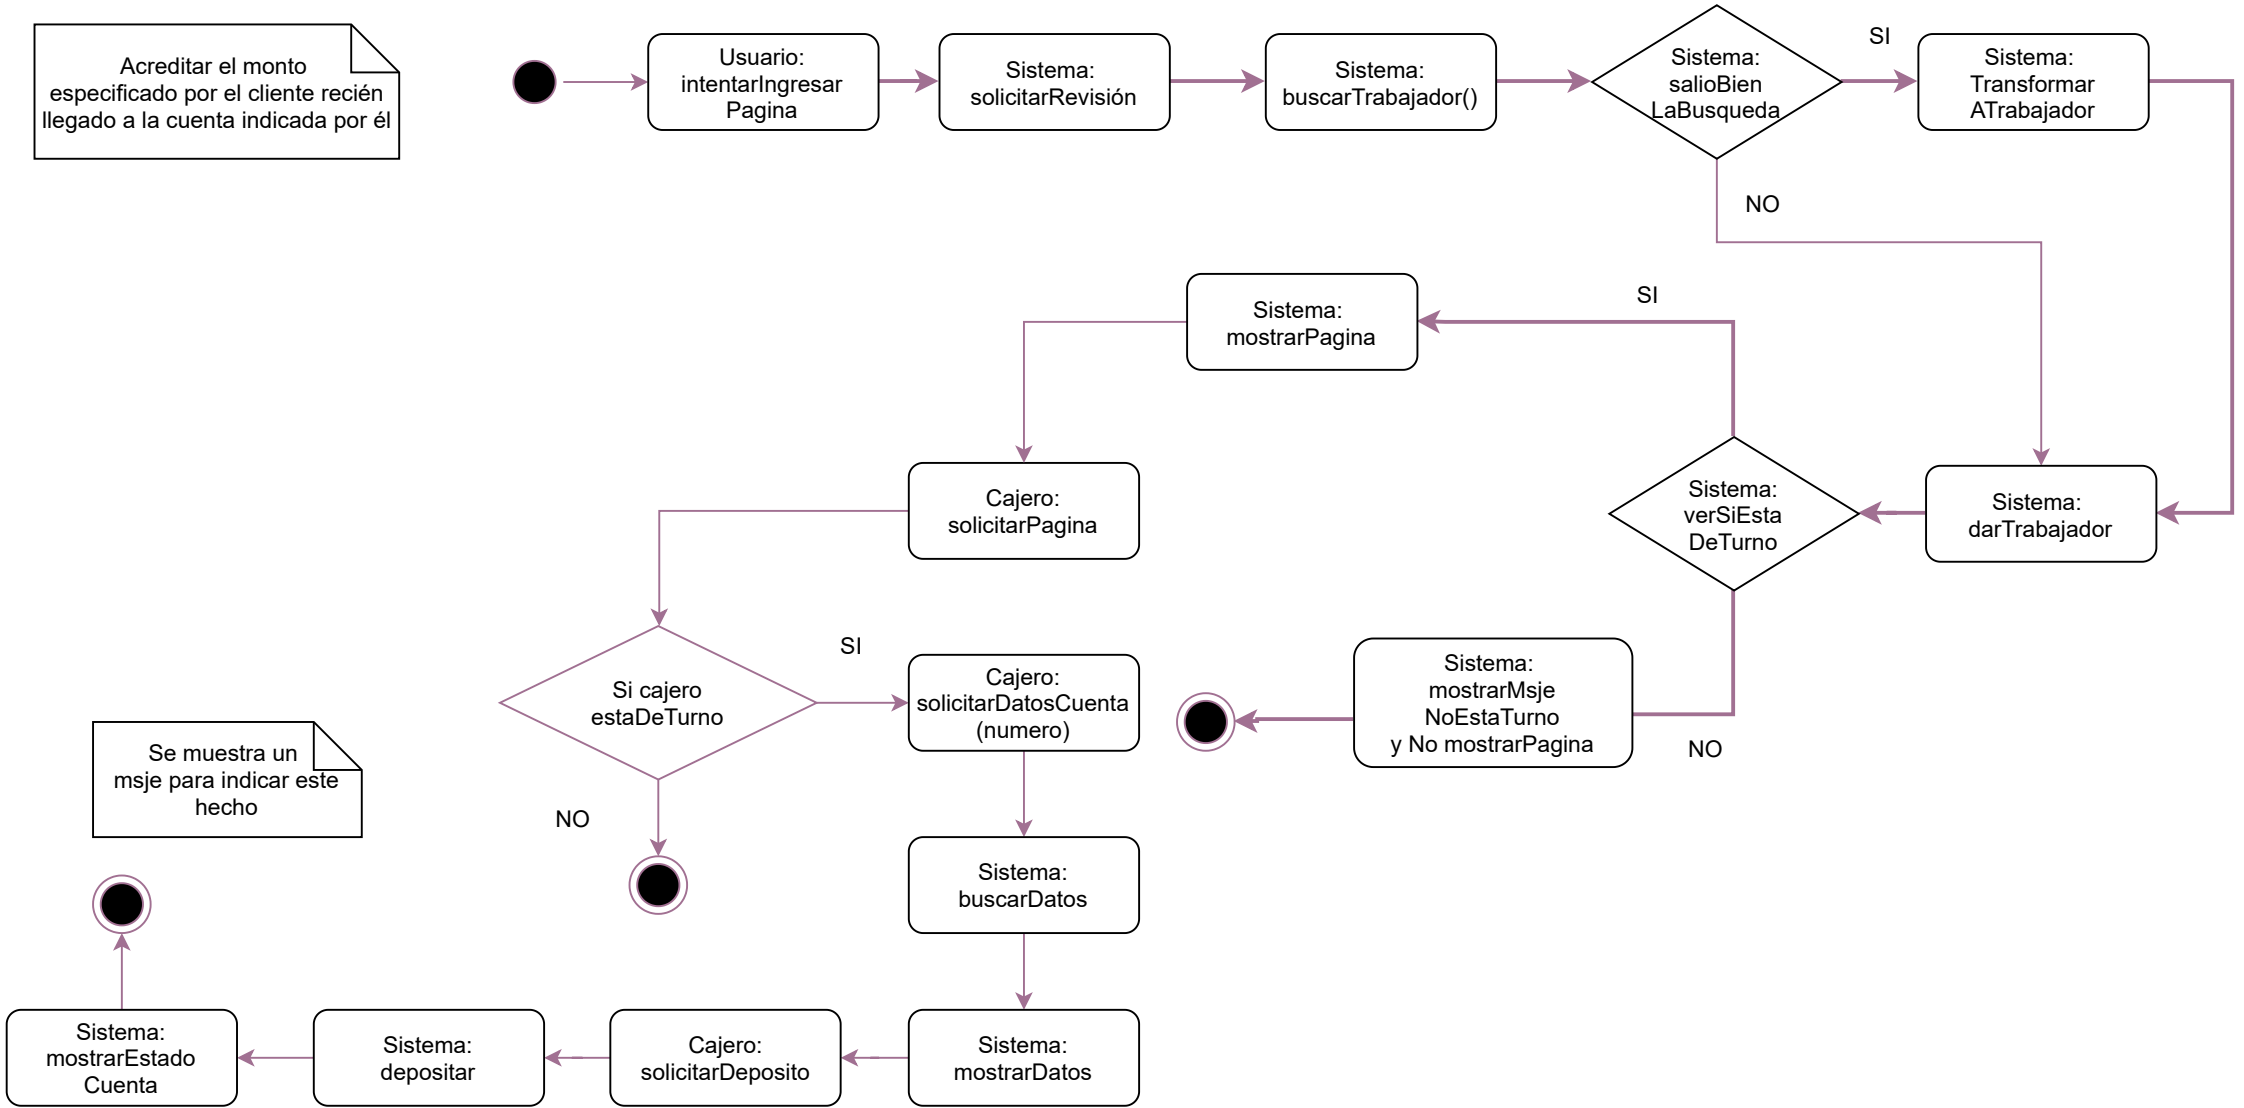 Acreditar el monto
especificado por el cliente recién
llegado a la cuenta indicada por él
Usuario:
intentarIngresar
Pagina
Sistema:
solicitarRevisión
Sistema:
buscarTrabajador()
Sistema:
salioBien
LaBusqueda
SI
Sistema:
Transformar
ATrabajador
NO
Sistema:
mostrarPagina
SI
Cajero:
solicitarPagina
Sistema:
verSiEsta
DeTurno
Sistema:
darTrabajador
Si cajero
estaDeTurno
SI
Cajero:
solicitarDatosCuenta
(numero)
Sistema:
mostrarMsje
NoEstaTurno
y No mostrarPagina
NO
Se muestra un
msje para indicar este
hecho
NO
Sistema:
buscarDatos
Sistema:
mostrarEstado
Cuenta
Sistema:
depositar
Cajero:
solicitarDeposito
Sistema:
mostrarDatos